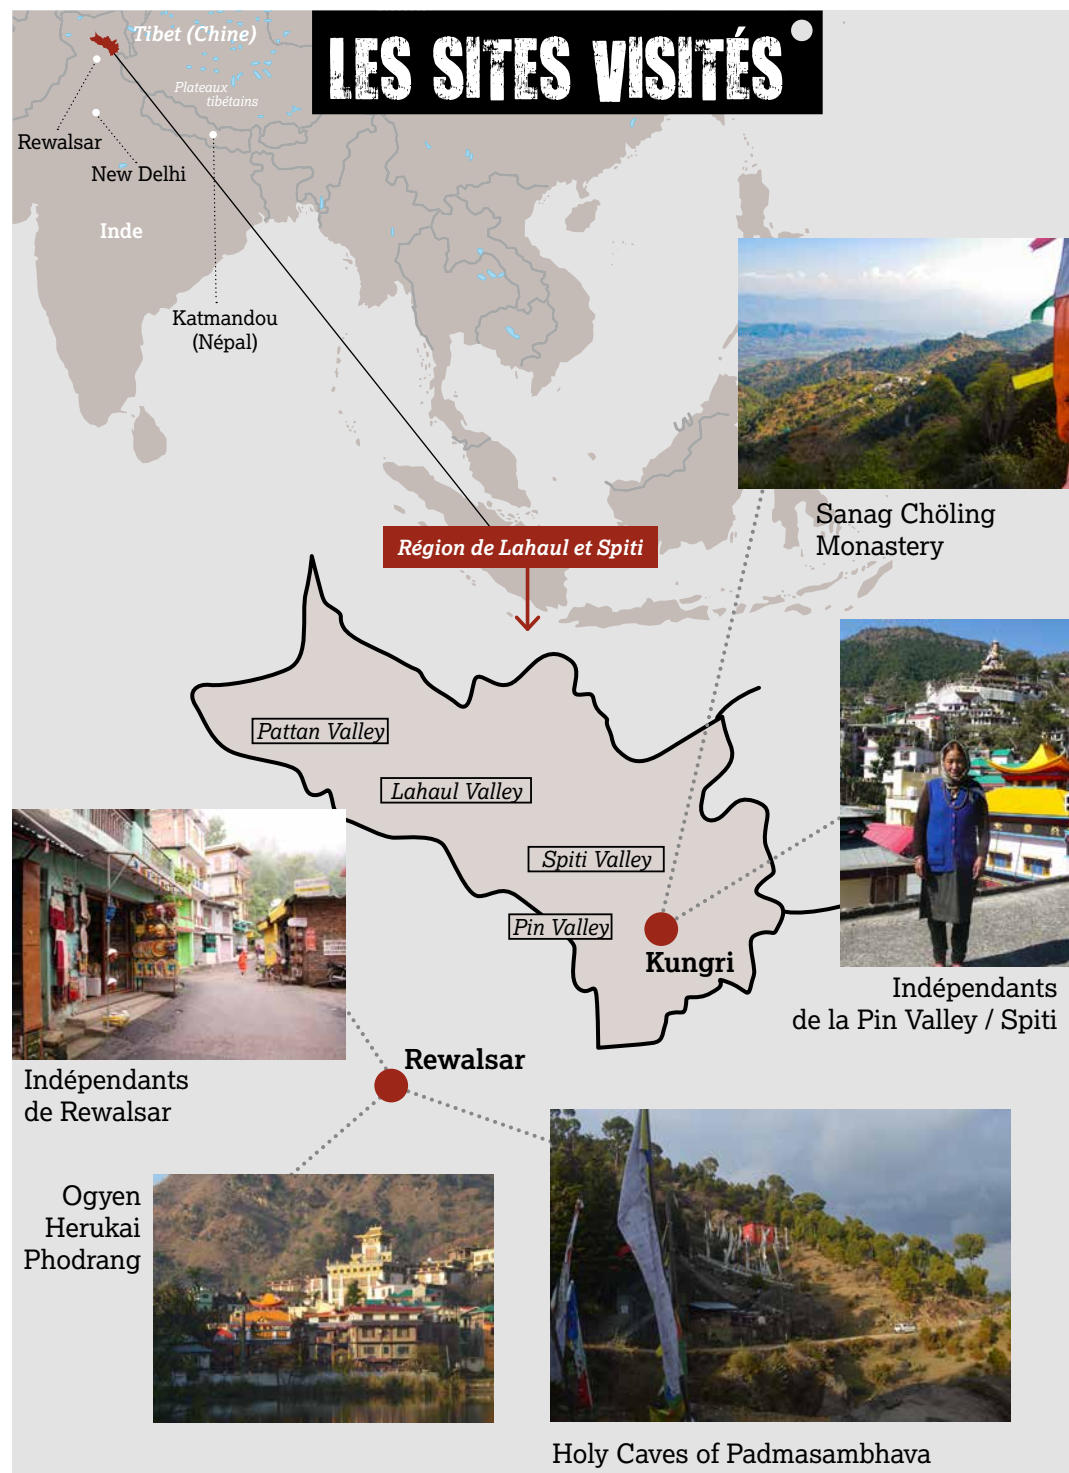 LES SITES VISITÉS
Tibet (Chine)
Plateaux
tibétains
Rewalsar
New Delhi
Inde
Katmandou
(Népal)
Sanag Chöling
Monastery
Région de Lahaul et Spiti
Pattan Valley
Lahaul Valley
Spiti Valley
Pin Valley
Kungri
Indépendants
de la Pin Valley / Spiti
Rewalsar
Indépendants
de Rewalsar
Ogyen
Herukai
Phodrang
Holy Caves of Padmasambhava